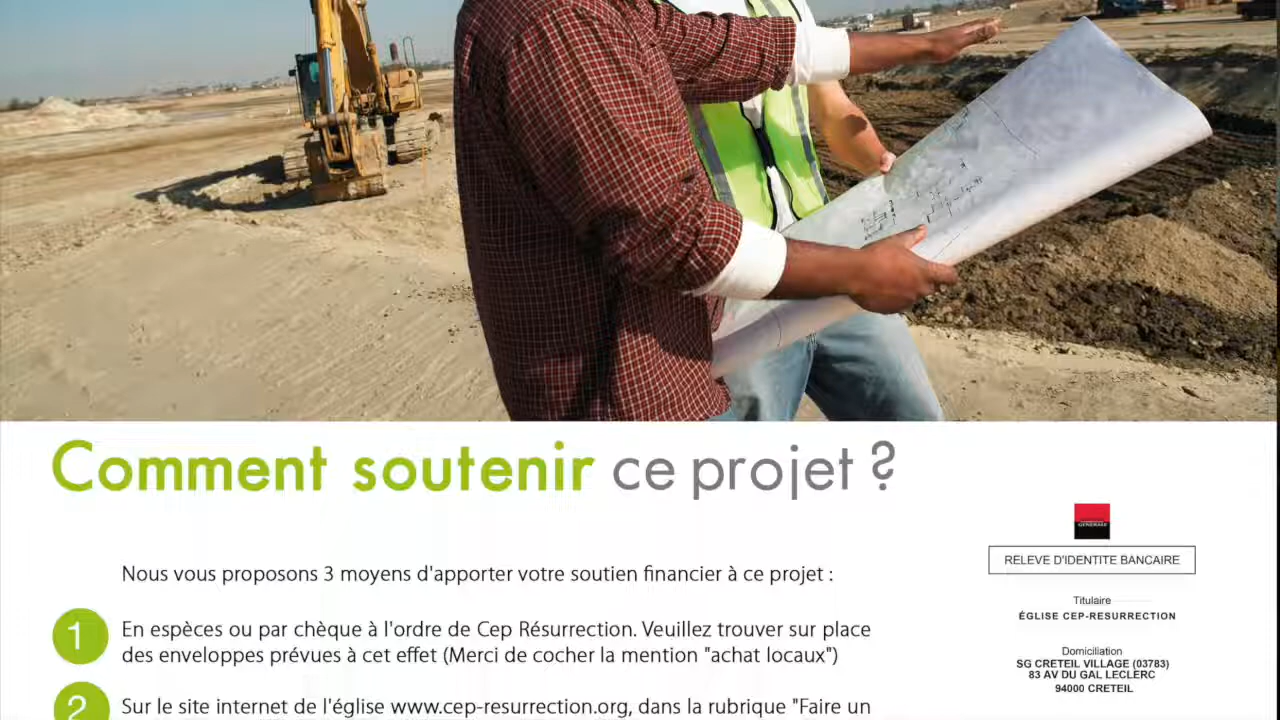 Comment soutenir ce projet ?
Nous vous proposons 3 moyens d'apporter votre soutien financier à ce projet :
1
En espèces ou par chèque à l'ordre de Cep Résurrection. Veuillez trouver sur place
des enveloppes prévues à cet effet (Merci de cocher la mention "achat locaux")
2
Sur le site internet de l'église www.cep-resurrection.org, dans la rubrique "Faire un
GENERALE
RELEVE D'IDENTITE BANCAIRE
Titulaire
ÉGLISE CEP-RESURRECTION
Domiciliation
SG CRETEIL VILLAGE (03783)
83 AV DU GAL LECLERC
94000 CRETEIL